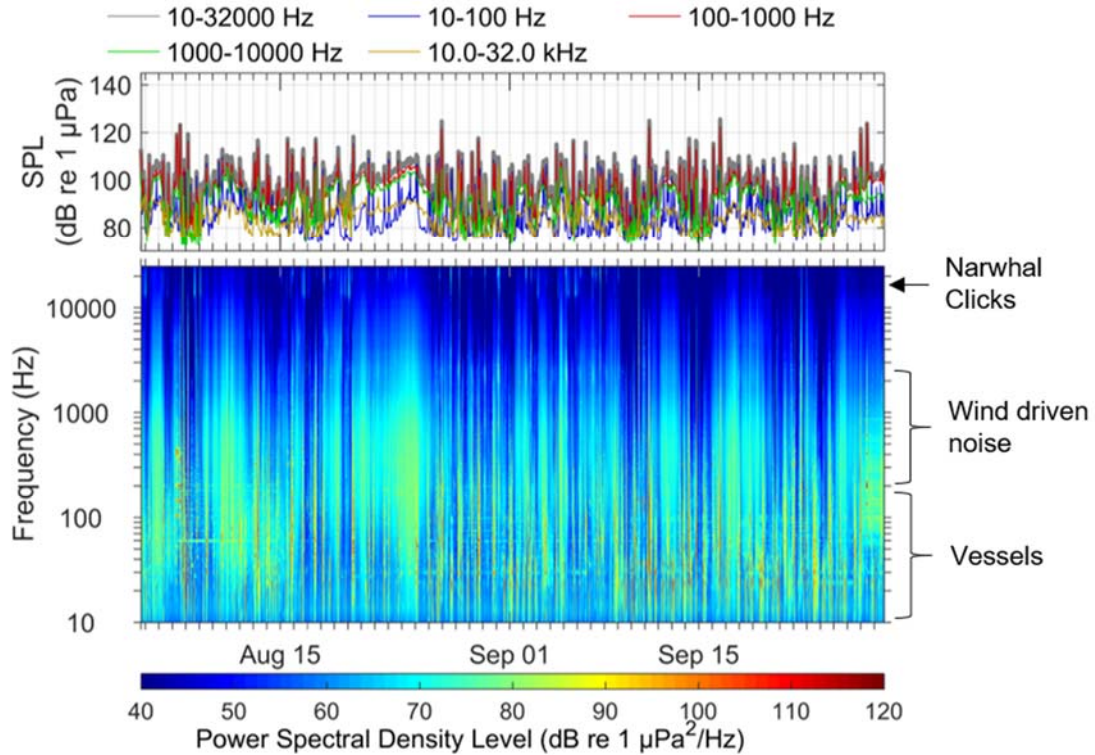 10-32000 Hz 10-100 Hz 100-1000 Hz
1000-10000 Hz 10.0-32.0 kHz
SPL
(dB re 1 µPa)
140
120
100
80
Frequency (Hz)
10000
1000
100
10
Narwhal
Clicks
Wind driven
noise
Vessels
Aug 15 Sep 01 Sep 15
40 50 60 70 80 90 100 110 120
Power Spectral Density Level (dB re 1 µPa²/Hz)